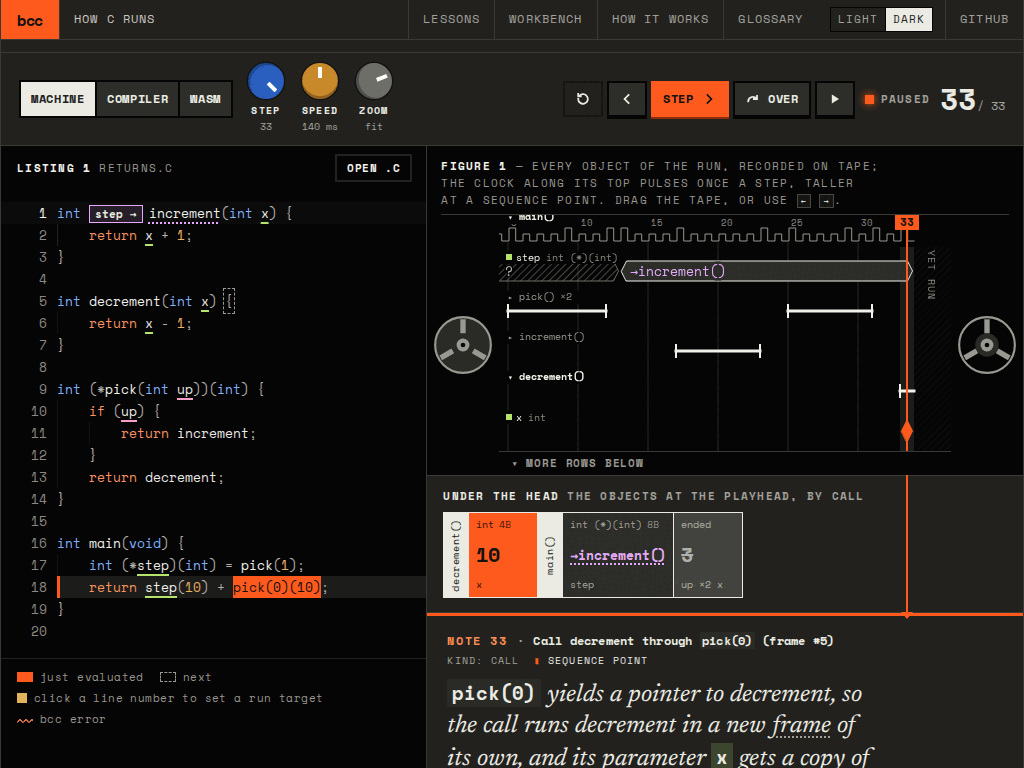 bcc HOW C RUNS LESSONS WORKBENCH HOW IT WORKS GLOSSARY LIGHT DARK GITHUB
MACHINE COMPILER WASM
STEP SPEED ZOOM
33 140 ms fit
STEP OVER PAUSED 33 / 33
LISTING 1 RETURNS.C OPEN .C
1 int step → increment(int x) {
2 return x + 1;
3 }
4
5 int decrement(int x) {
6 return x - 1;
7 }
8
9 int (*pick(int up))(int) {
10 if (up) {
11 return increment;
12 }
13 return decrement;
14 }
15
16 int main(void) {
17 int (*step)(int) = pick(1);
18 return step(10) + pick(0)(10);
19 }
20
just evaluated next
click a line number to set a run target
bcc error
FIGURE 1 — EVERY OBJECT OF THE RUN, RECORDED ON TAPE;
THE CLOCK ALONG ITS TOP PULSES ONCE A STEP, TALLER
AT A SEQUENCE POINT. DRAG THE TAPE, OR USE ← →.
main()
10 15 20 25 30 33
step int (*)(int)
? →increment()
YET RUN
pick() ×2
increment()
decrement()
x int
▾ MORE ROWS BELOW
UNDER THE HEAD THE OBJECTS AT THE PLAYHEAD, BY CALL
decrement()
int 4B
10
x
main()
int (*)(int) 8B
→increment()
step
ended
3
up ×2 x
NOTE 33 · Call decrement through pick(0) (frame #5)
KIND: CALL SEQUENCE POINT
pick(0) yields a pointer to decrement, so
the call runs decrement in a new frame of
its own, and its parameter x gets a copy of